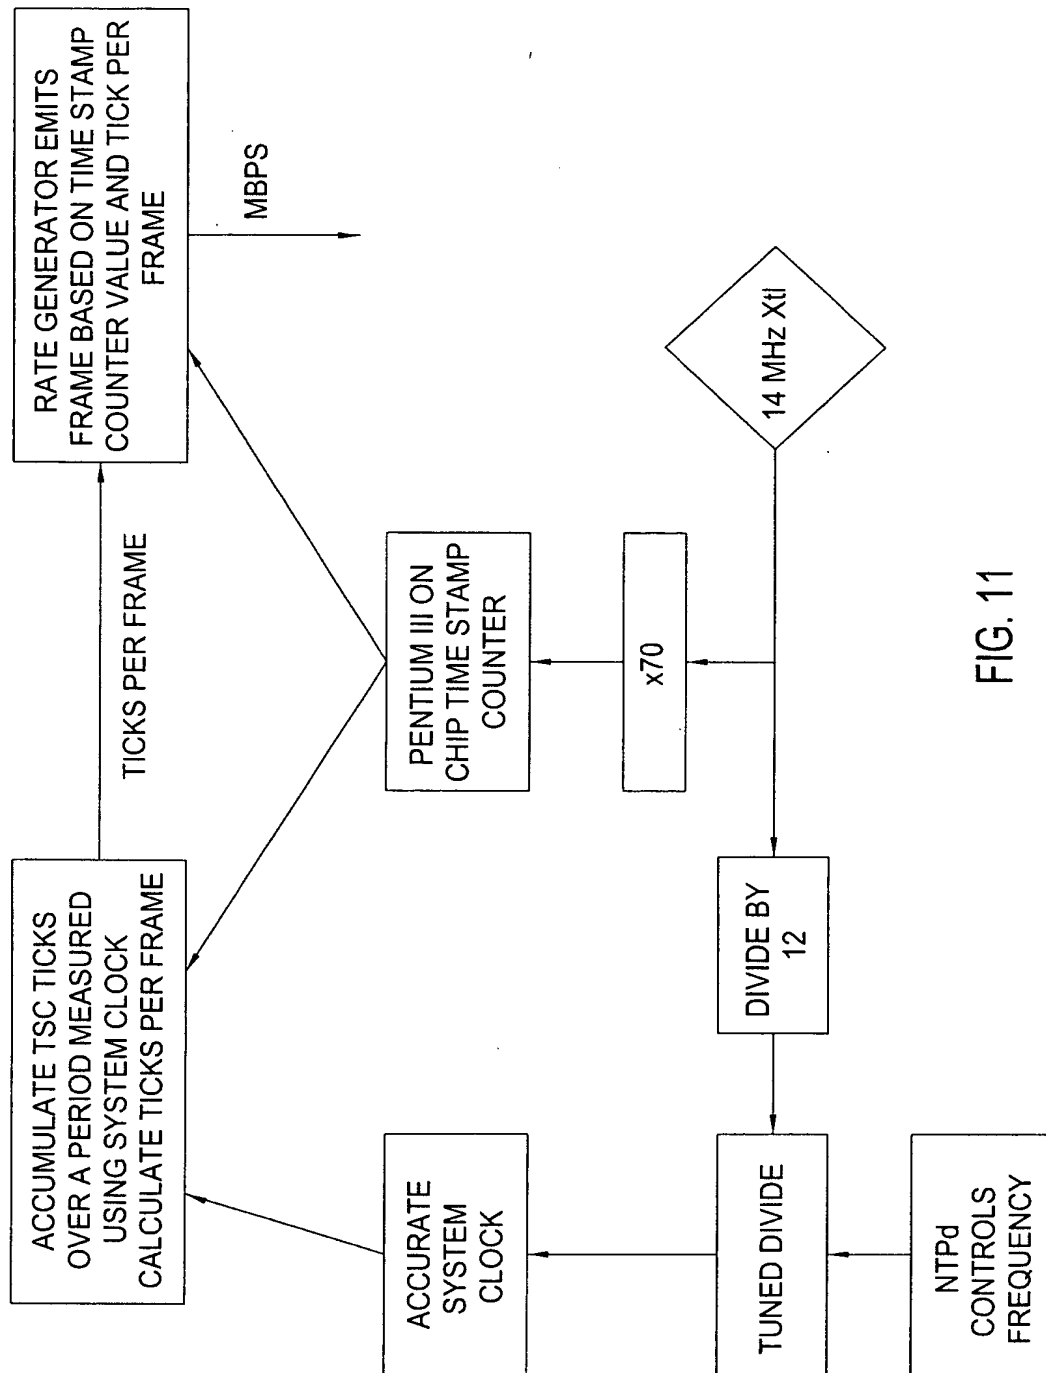 ACCUMULATE TSC TICKS
OVER A PERIOD MEASURED
USING SYSTEM CLOCK
CALCULATE TICKS PER FRAME
TICKS PER FRAME
RATE GENERATOR EMITS
FRAME BASED ON TIME STAMP
COUNTER VALUE AND TICK PER
FRAME
MBPS
ACCURATE
SYSTEM
CLOCK
PENTIUM III ON
CHIP TIME STAMP
COUNTER
x70
TUNED DIVIDE
DIVIDE BY
12
14 MHz Xtl
NTPd
CONTROLS
FREQUENCY
FIG. 11